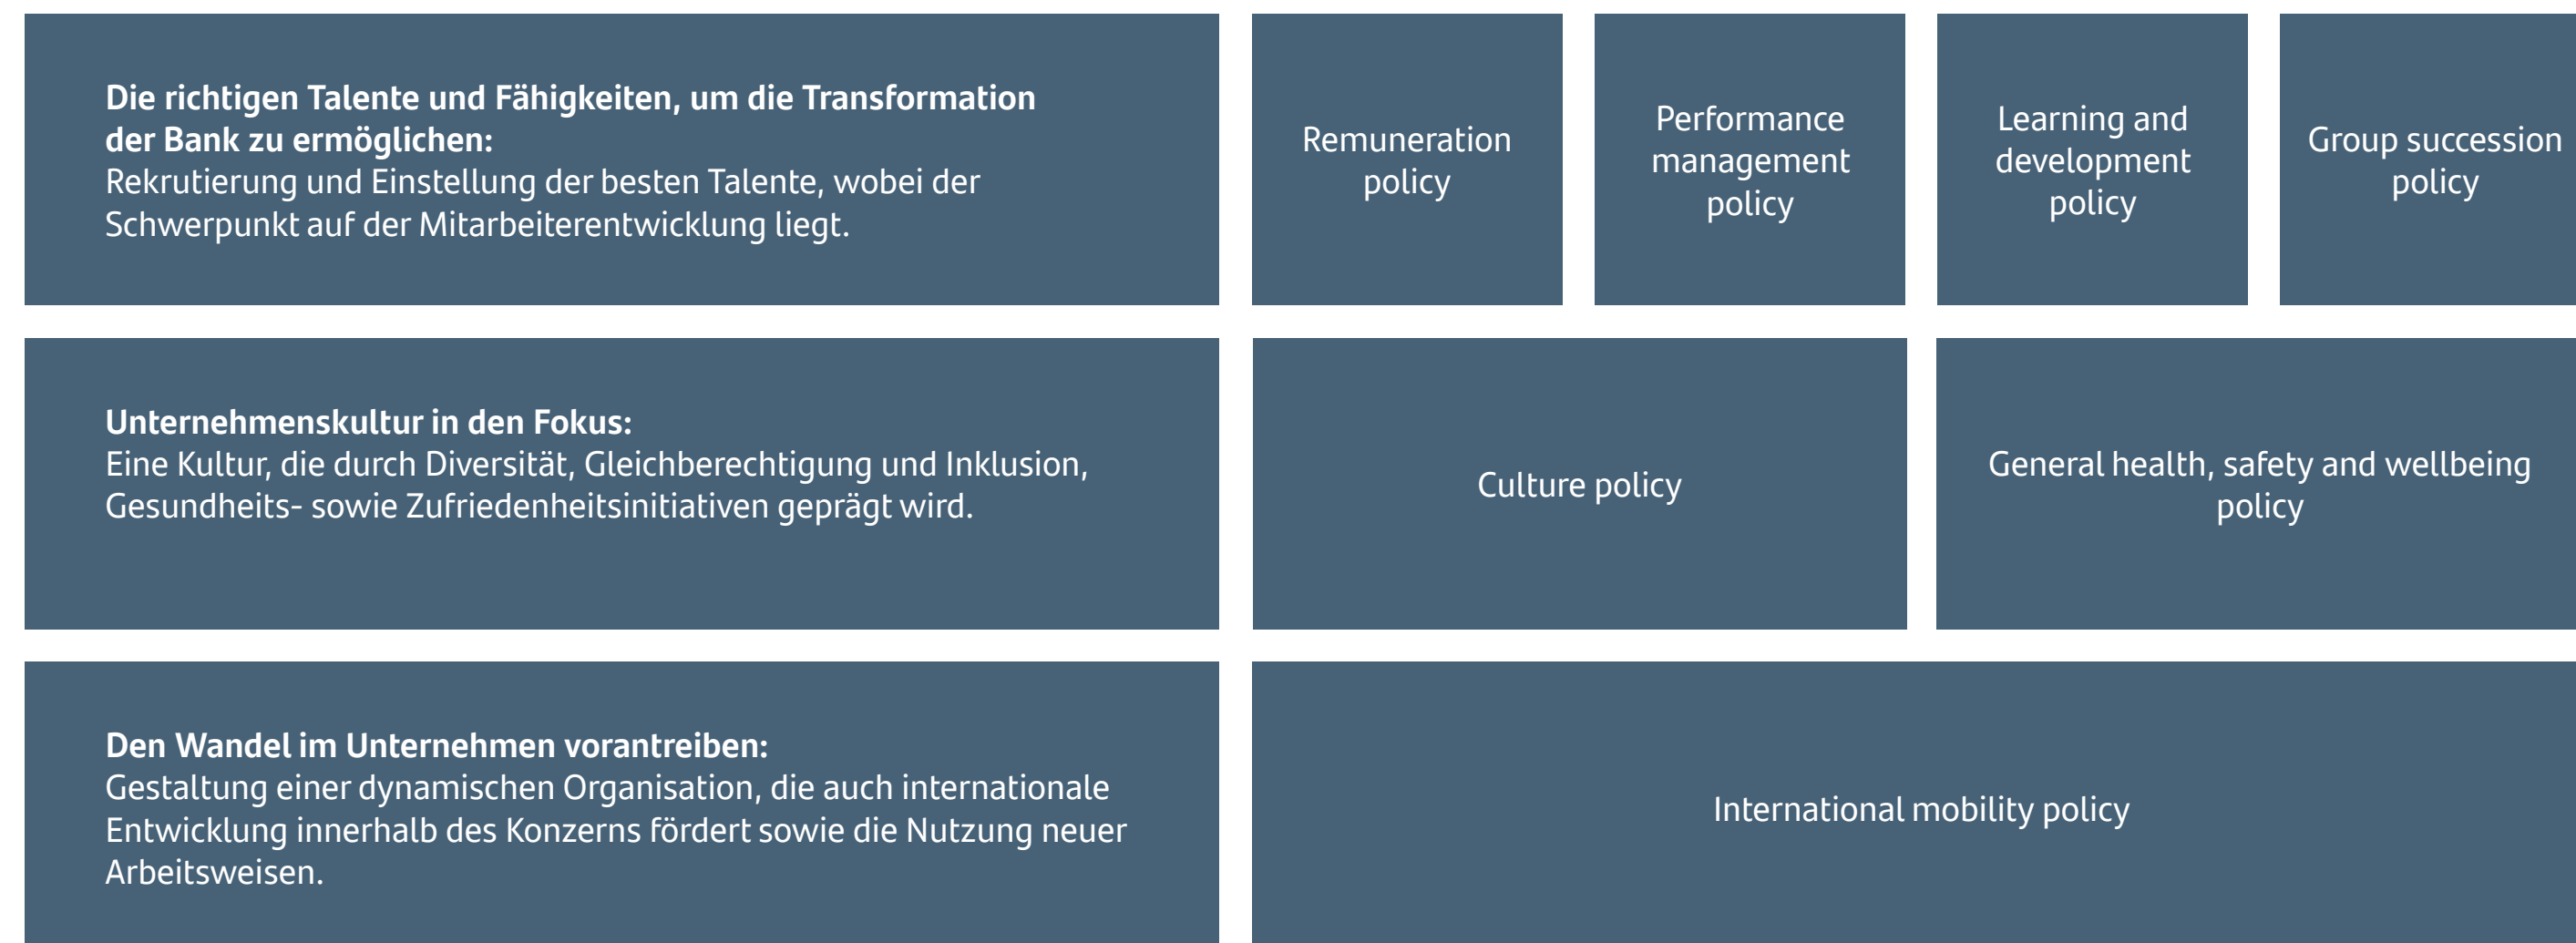 Die richtigen Talente und Fähigkeiten, um die Transformation
der Bank zu ermöglichen:
Rekrutierung und Einstellung der besten Talente, wobei der
Schwerpunkt auf der Mitarbeiterentwicklung liegt.
Remuneration
policy
Performance
management
policy
Learning and
development
policy
Group succession
policy
Unternehmenskultur in den Fokus:
Eine Kultur, die durch Diversität, Gleichberechtigung und Inklusion,
Gesundheits- sowie Zufriedenheitsinitiativen geprägt wird.
Culture policy
General health, safety and wellbeing
policy
Den Wandel im Unternehmen vorantreiben:
Gestaltung einer dynamischen Organisation, die auch internationale
Entwicklung innerhalb des Konzerns fördert sowie die Nutzung neuer
Arbeitsweisen.
International mobility policy